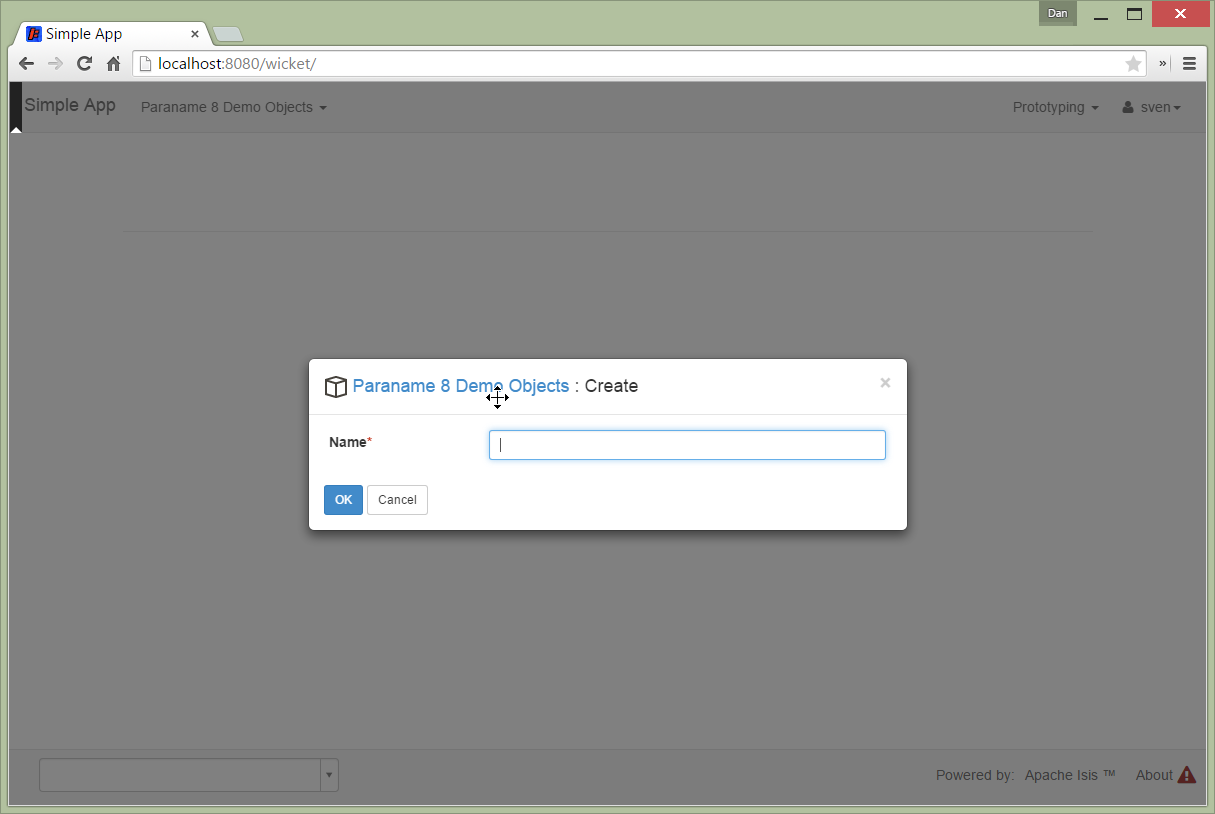 Dan
Simple App
localhost:8080/wicket/
Simple App Paraname 8 Demo Objects Prototyping sven
Paraname 8 Demo Objects : Create
Name*
OK Cancel
Powered by: Apache Isis ™ About